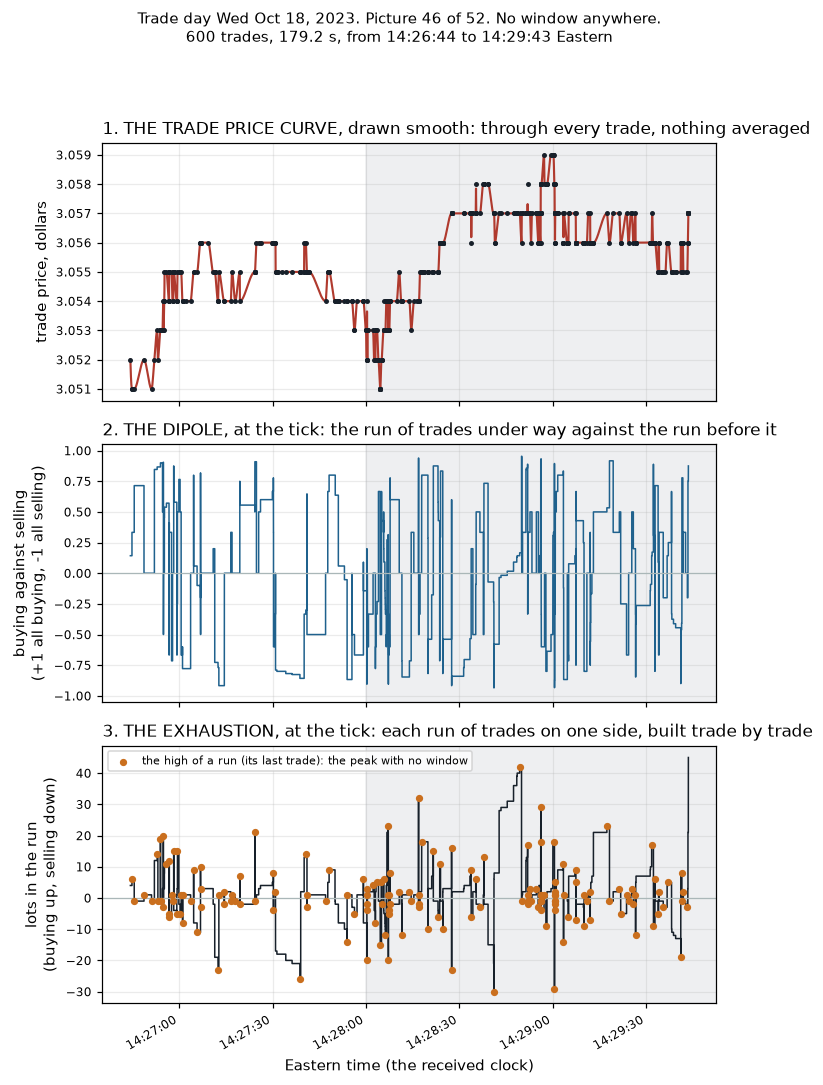 Trade day Wed Oct 18, 2023. Picture 46 of 52. No window anywhere.
600 trades, 179.2 s, from 14:26:44 to 14:29:43 Eastern
1. THE TRADE PRICE CURVE, drawn smooth: through every trade, nothing averaged
trade price, dollars
3.059
3.058
3.057
3.056
3.055
3.054
3.053
3.052
3.051
2. THE DIPOLE, at the tick: the run of trades under way against the run before it
buying against selling
(+1 all buying, -1 all selling)
1.00
0.75
0.50
0.25
0.00
−0.25
−0.50
−0.75
−1.00
3. THE EXHAUSTION, at the tick: each run of trades on one side, built trade by trade
the high of a run (its last trade): the peak with no window
lots in the run
(buying up, selling down)
40
30
20
10
0
−10
−20
−30
14:27:00
14:27:30
14:28:00
14:28:30
14:29:00
14:29:30
Eastern time (the received clock)